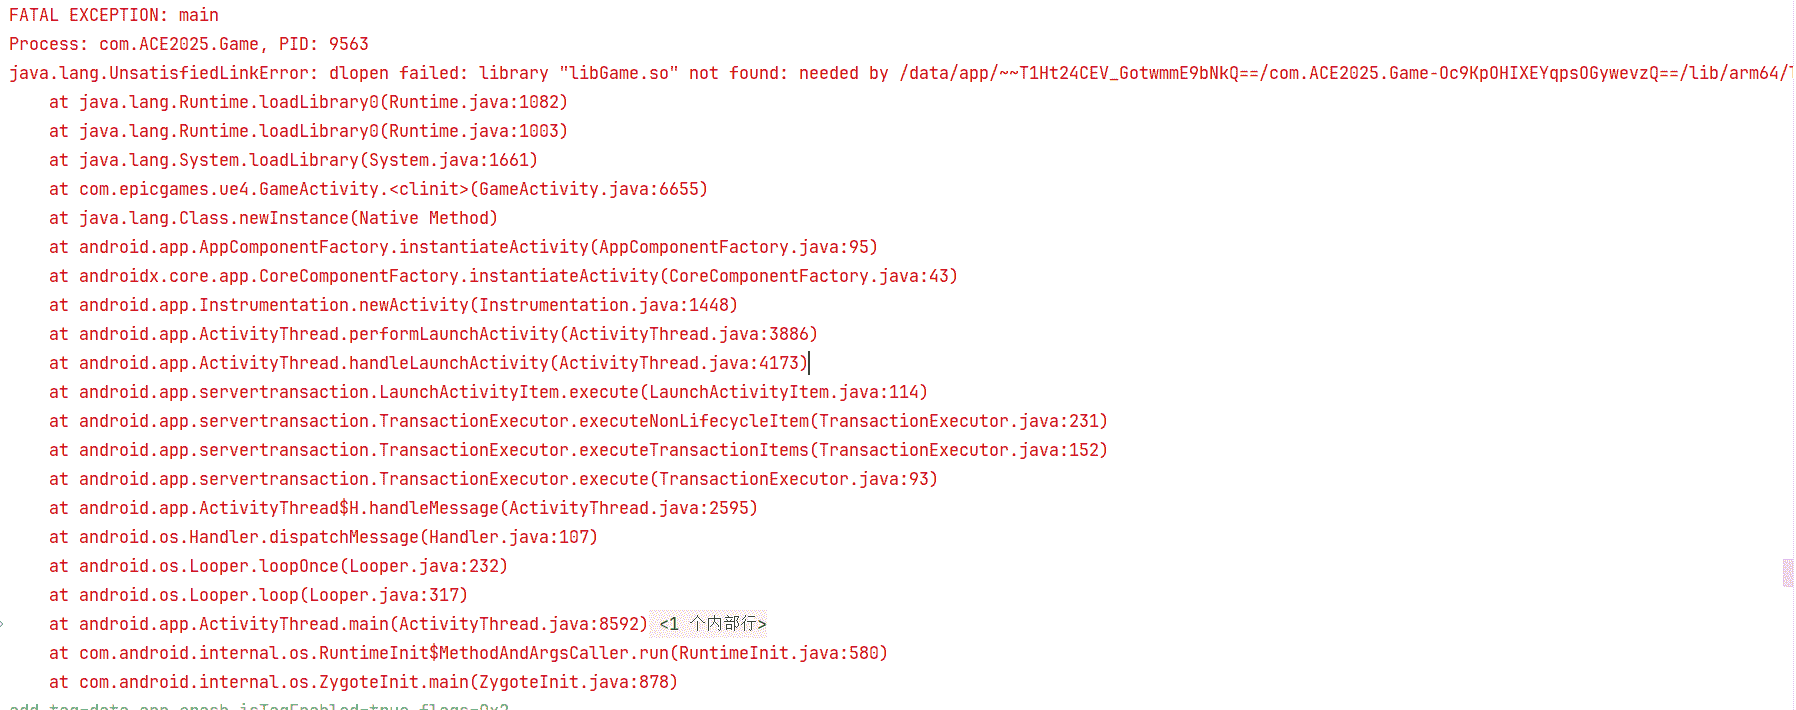 FATAL EXCEPTION: main
Process: com.ACE2025.Game, PID: 9563
java.lang.UnsatisfiedLinkError: dlopen failed: library "libGame.so" not found: needed by /data/app/~~T1Ht24CEV_GotwmmE9bNkQ==/com.ACE2025.Game-Oc9KpOHIXEYqpsOGywevzQ==/lib/arm64/
    at java.lang.Runtime.loadLibrary0(Runtime.java:1082)
    at java.lang.Runtime.loadLibrary0(Runtime.java:1003)
    at java.lang.System.loadLibrary(System.java:1661)
    at com.epicgames.ue4.GameActivity.<clinit>(GameActivity.java:6655)
    at java.lang.Class.newInstance(Native Method)
    at android.app.AppComponentFactory.instantiateActivity(AppComponentFactory.java:95)
    at androidx.core.app.CoreComponentFactory.instantiateActivity(CoreComponentFactory.java:43)
    at android.app.Instrumentation.newActivity(Instrumentation.java:1448)
    at android.app.ActivityThread.performLaunchActivity(ActivityThread.java:3886)
    at android.app.ActivityThread.handleLaunchActivity(ActivityThread.java:4173)
    at android.app.servertransaction.LaunchActivityItem.execute(LaunchActivityItem.java:114)
    at android.app.servertransaction.TransactionExecutor.executeNonLifecycleItem(TransactionExecutor.java:231)
    at android.app.servertransaction.TransactionExecutor.executeTransactionItems(TransactionExecutor.java:152)
    at android.app.servertransaction.TransactionExecutor.execute(TransactionExecutor.java:93)
    at android.app.ActivityThread$H.handleMessage(ActivityThread.java:2595)
    at android.os.Handler.dispatchMessage(Handler.java:107)
    at android.os.Looper.loopOnce(Looper.java:232)
    at android.os.Looper.loop(Looper.java:317)
    at android.app.ActivityThread.main(ActivityThread.java:8592) <1 个内部行>
    at com.android.internal.os.RuntimeInit$MethodAndArgsCaller.run(RuntimeInit.java:580)
    at com.android.internal.os.ZygoteInit.main(ZygoteInit.java:878)